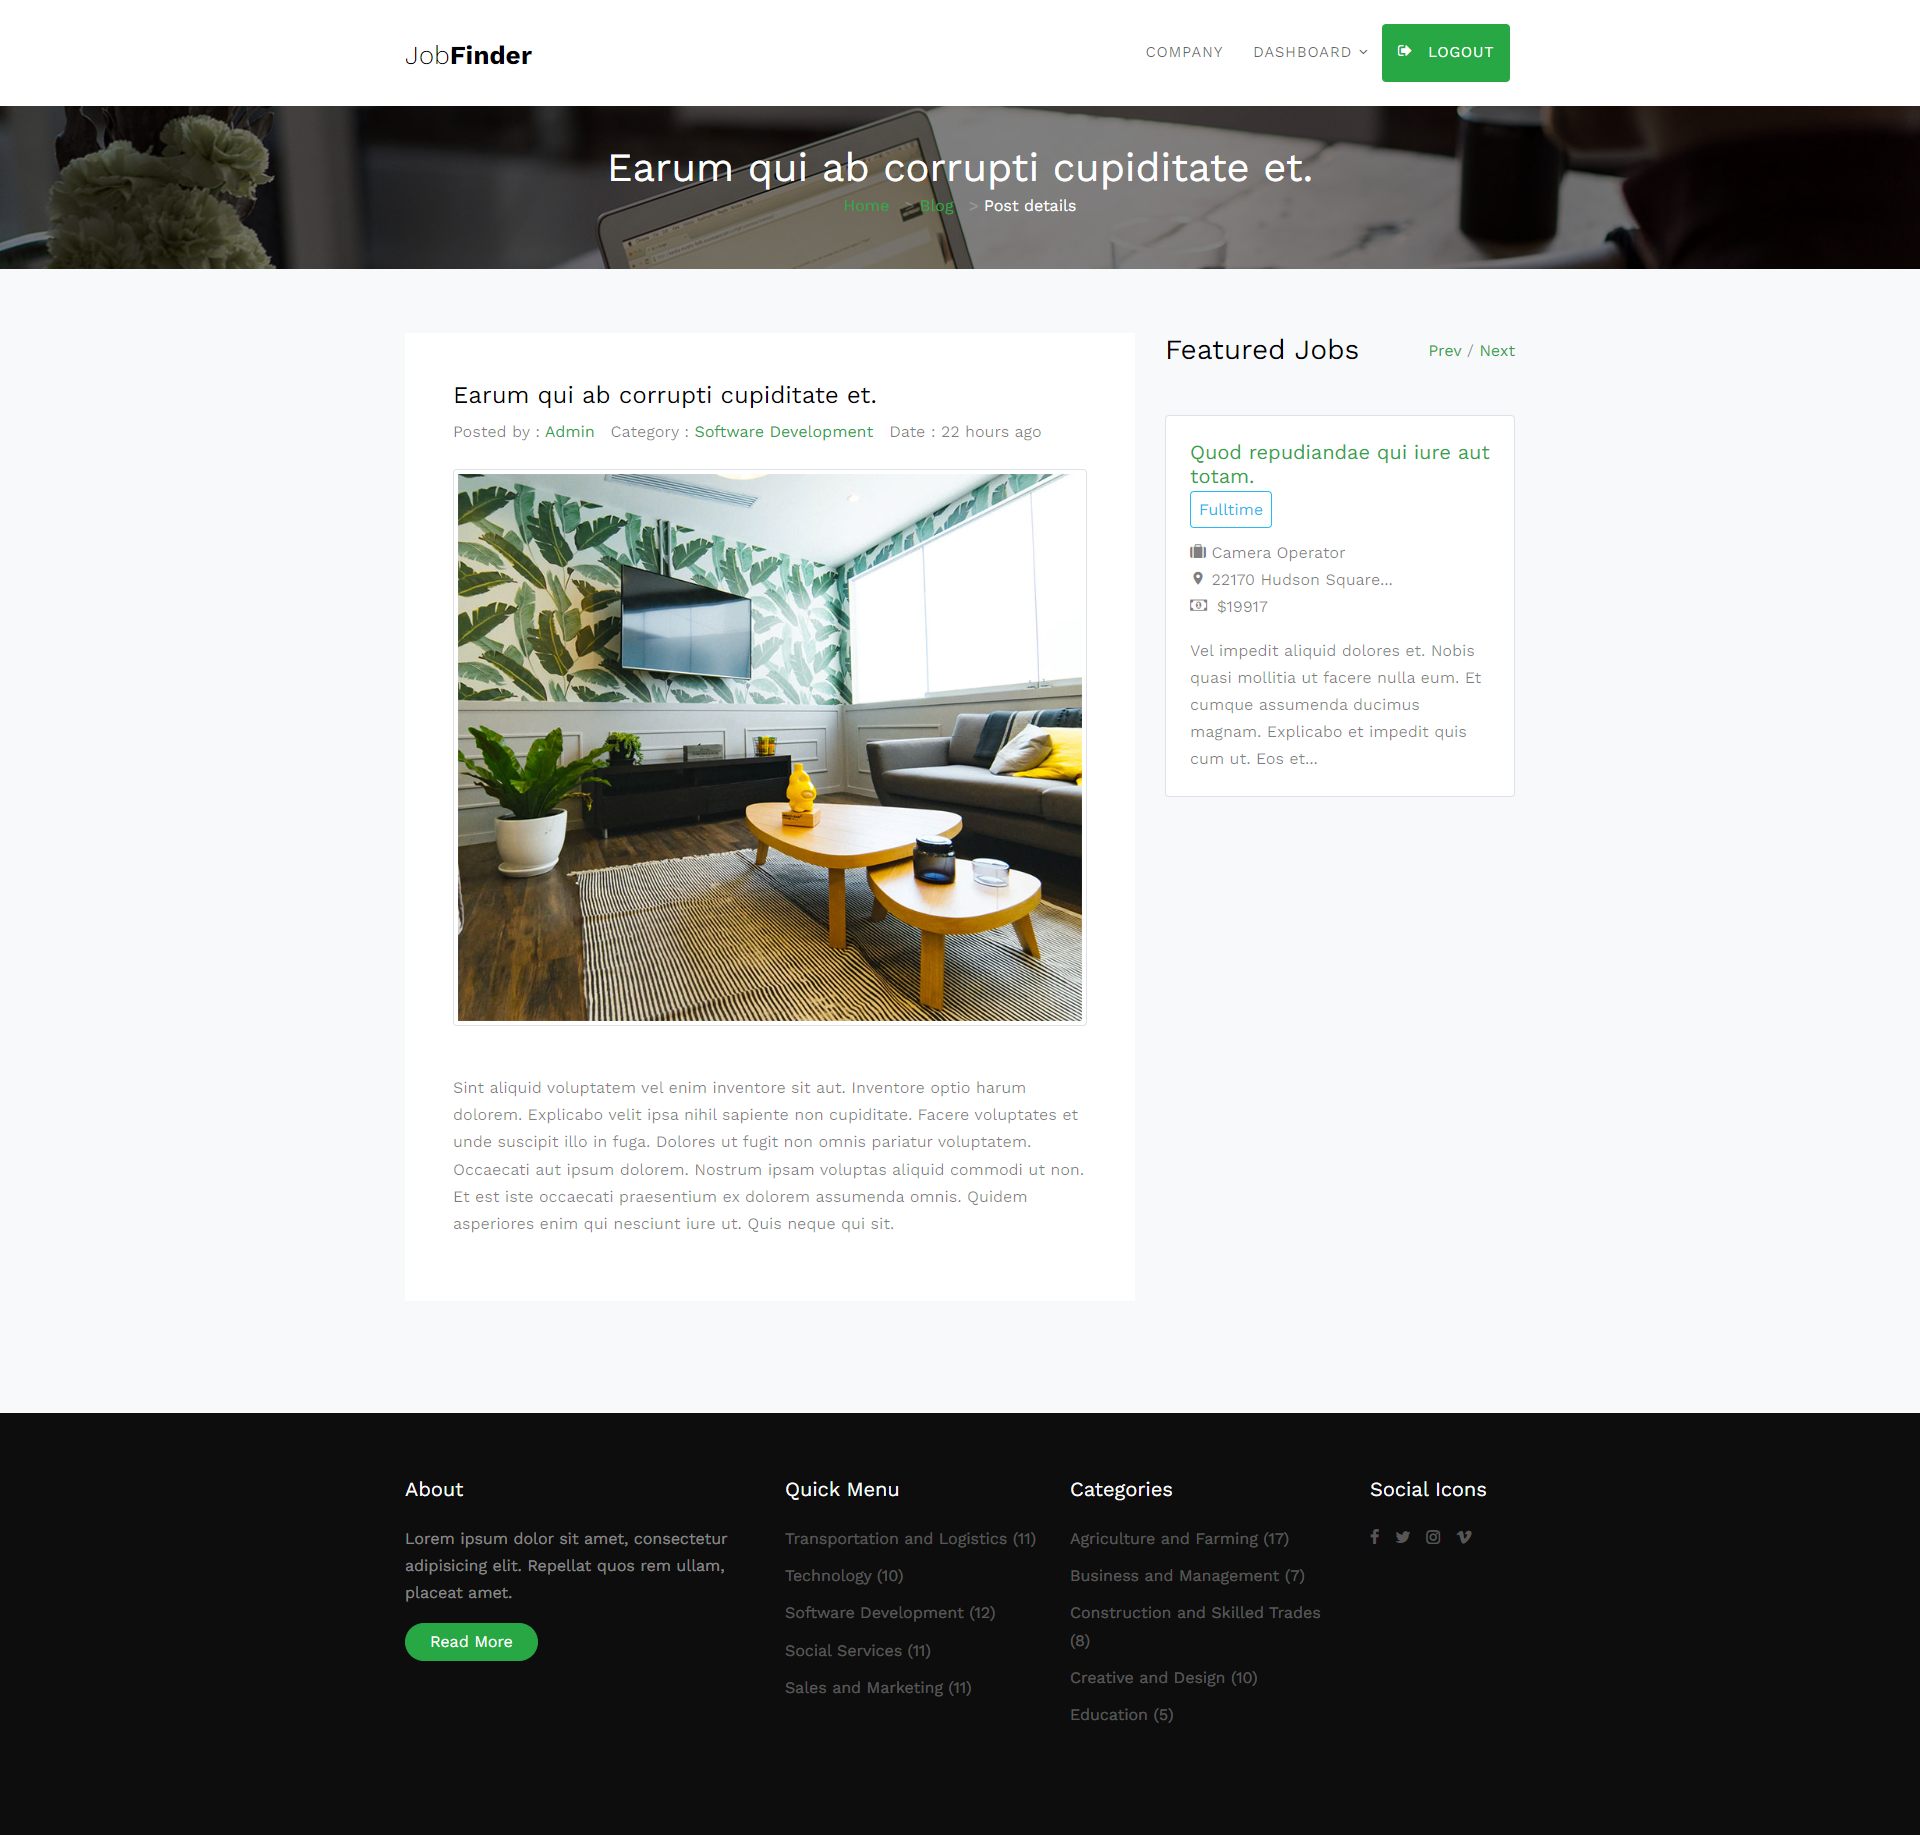 JobFinder
COMPANY
DASHBOARD
LOGOUT
Earum qui ab corrupti cupiditate et.
Home > Blog > Post details
Earum qui ab corrupti cupiditate et.
Posted by : Admin Category : Software Development Date : 22 hours ago
Sint aliquid voluptatem vel enim inventore sit aut. Inventore optio harum
dolorem. Explicabo velit ipsa nihil sapiente non cupiditate. Facere voluptates et
unde suscipit illo in fuga. Dolores ut fugit non omnis pariatur voluptatem.
Occaecati aut ipsum dolorem. Nostrum ipsam voluptas aliquid commodi ut non.
Et est iste occaecati praesentium ex dolorem assumenda omnis. Quidem
asperiores enim qui nesciunt iure ut. Quis neque qui sit.
Featured Jobs
Prev / Next
Quod repudiandae qui iure aut
totam.
Fulltime
Camera Operator
22170 Hudson Square...
$19917
Vel impedit aliquid dolores et. Nobis
quasi mollitia ut facere nulla eum. Et
cumque assumenda ducimus
magnam. Explicabo et impedit quis
cum ut. Eos et...
About
Lorem ipsum dolor sit amet, consectetur
adipisicing elit. Repellat quos rem ullam,
placeat amet.
Read More
Quick Menu
Transportation and Logistics (11)
Technology (10)
Software Development (12)
Social Services (11)
Sales and Marketing (11)
Categories
Agriculture and Farming (17)
Business and Management (7)
Construction and Skilled Trades
(8)
Creative and Design (10)
Education (5)
Social Icons